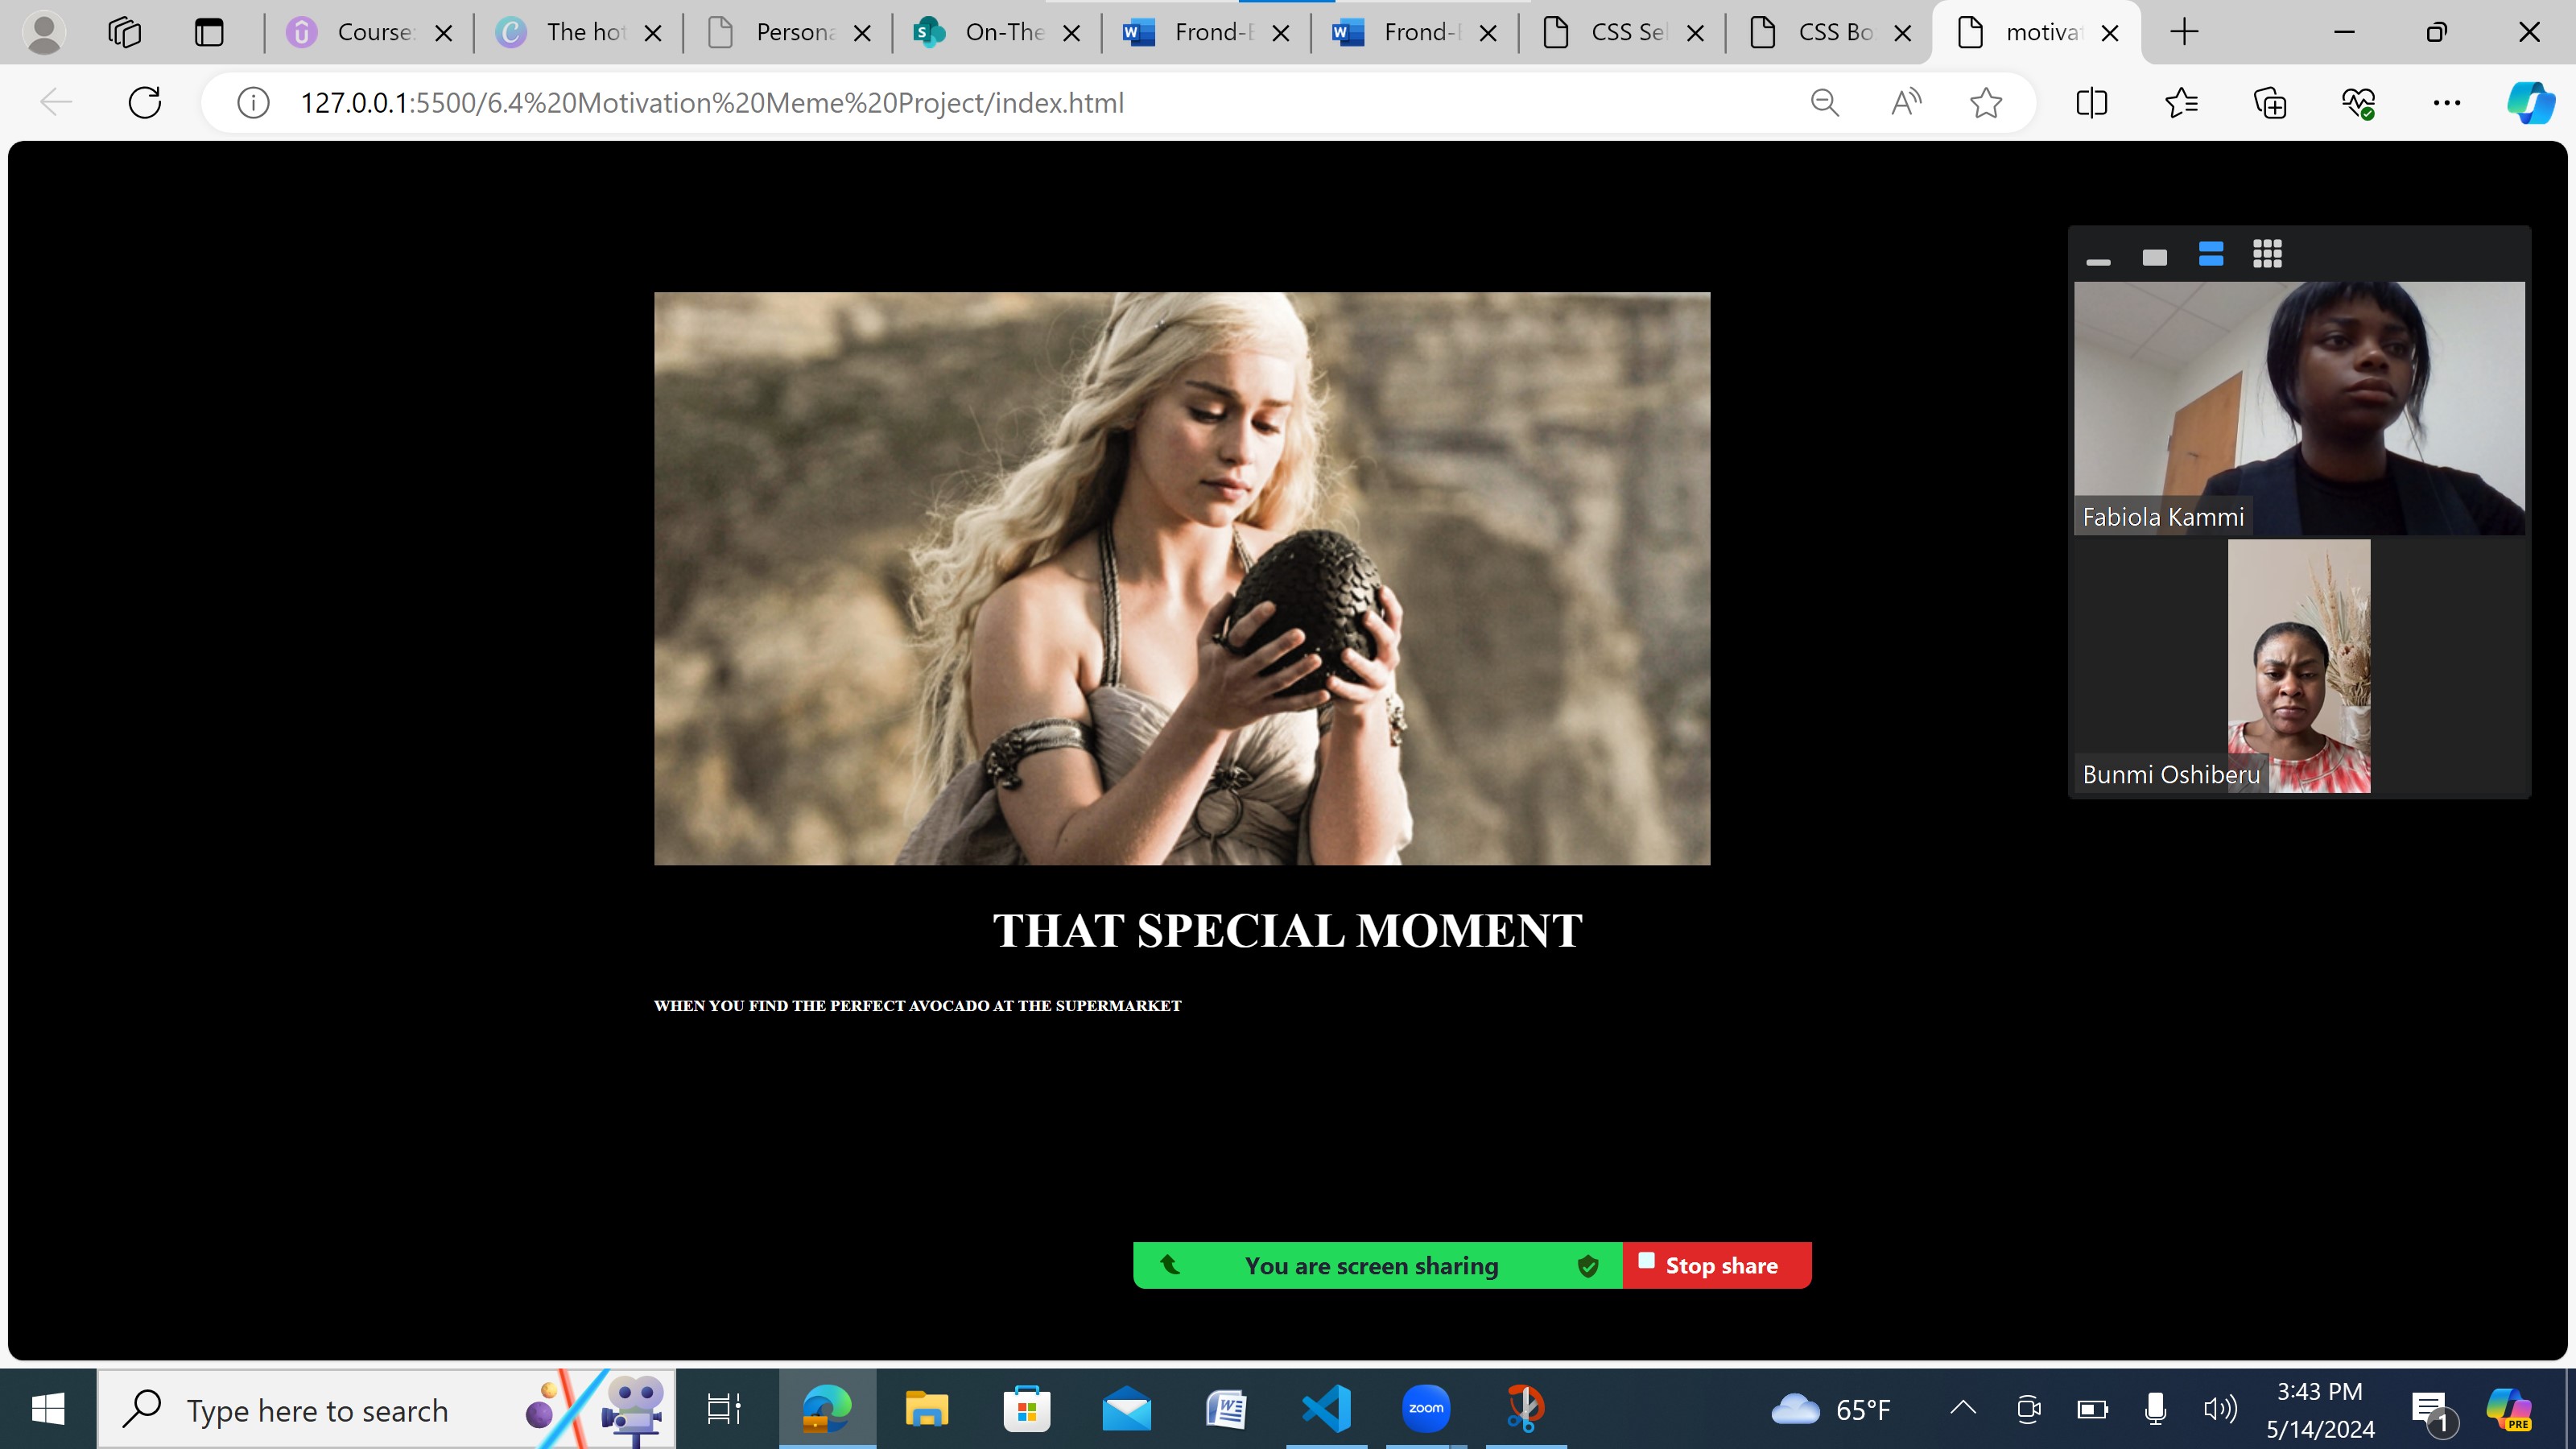 Course:
The hot
Persona
On-The
Frond-E
Frond-E
CSS Sel
CSS Bo
motivat
127.0.0.1:5500/6.4%20Motivation%20Meme%20Project/index.html
Fabiola Kammi
Bunmi Oshiberu
THAT SPECIAL MOMENT
WHEN YOU FIND THE PERFECT AVOCADO AT THE SUPERMARKET
You are screen sharing
Stop share
Type here to search
zoom
65°F
3:43 PM
5/14/2024
1
PRE